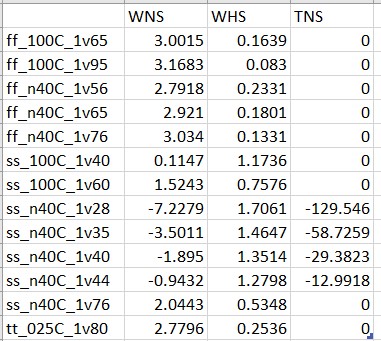 WNS WHS TNS
ff_100C_1v65 3.0015 0.1639 0
ff_100C_1v95 3.1683 0.083 0
ff_n40C_1v56 2.7918 0.2331 0
ff_n40C_1v65 2.921 0.1801 0
ff_n40C_1v76 3.034 0.1331 0
ss_100C_1v40 0.1147 1.1736 0
ss_100C_1v60 1.5243 0.7576 0
ss_n40C_1v28 -7.2279 1.7061 -129.546
ss_n40C_1v35 -3.5011 1.4647 -58.7259
ss_n40C_1v40 -1.895 1.3514 -29.3823
ss_n40C_1v44 -0.9432 1.2798 -12.9918
ss_n40C_1v76 2.0443 0.5348 0
tt_025C_1v80 2.7796 0.2536 0